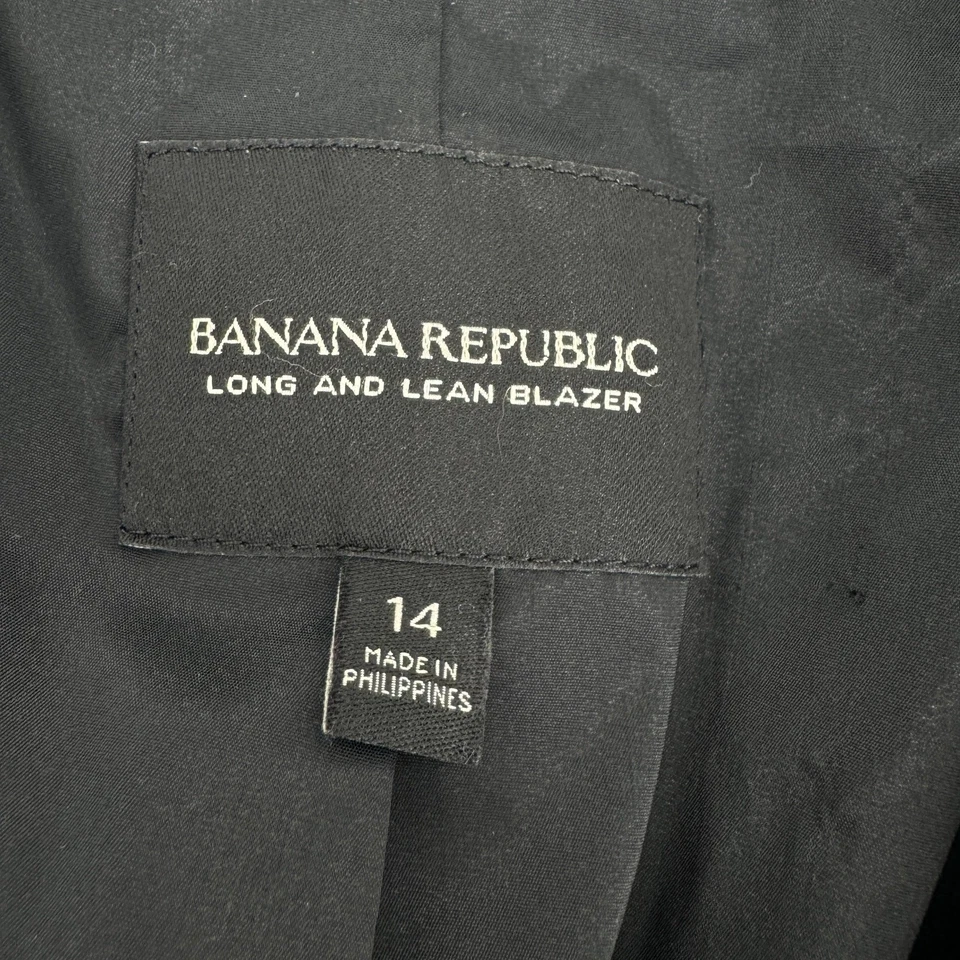 BANANA REPUBLIC
LONG AND LEAN BLAZER
14
MADE IN
PHILIPPINES